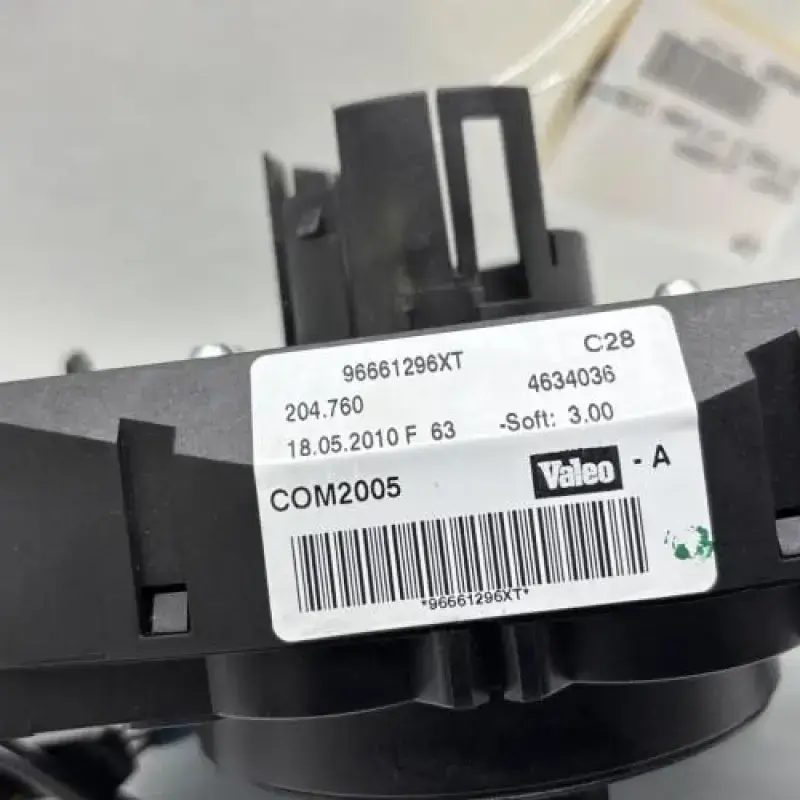 96661296XT C28
204.760 4634036
18.05.2010 F 63 -Soft: 3.00
COM2005 Valeo - A
*96661296XT*